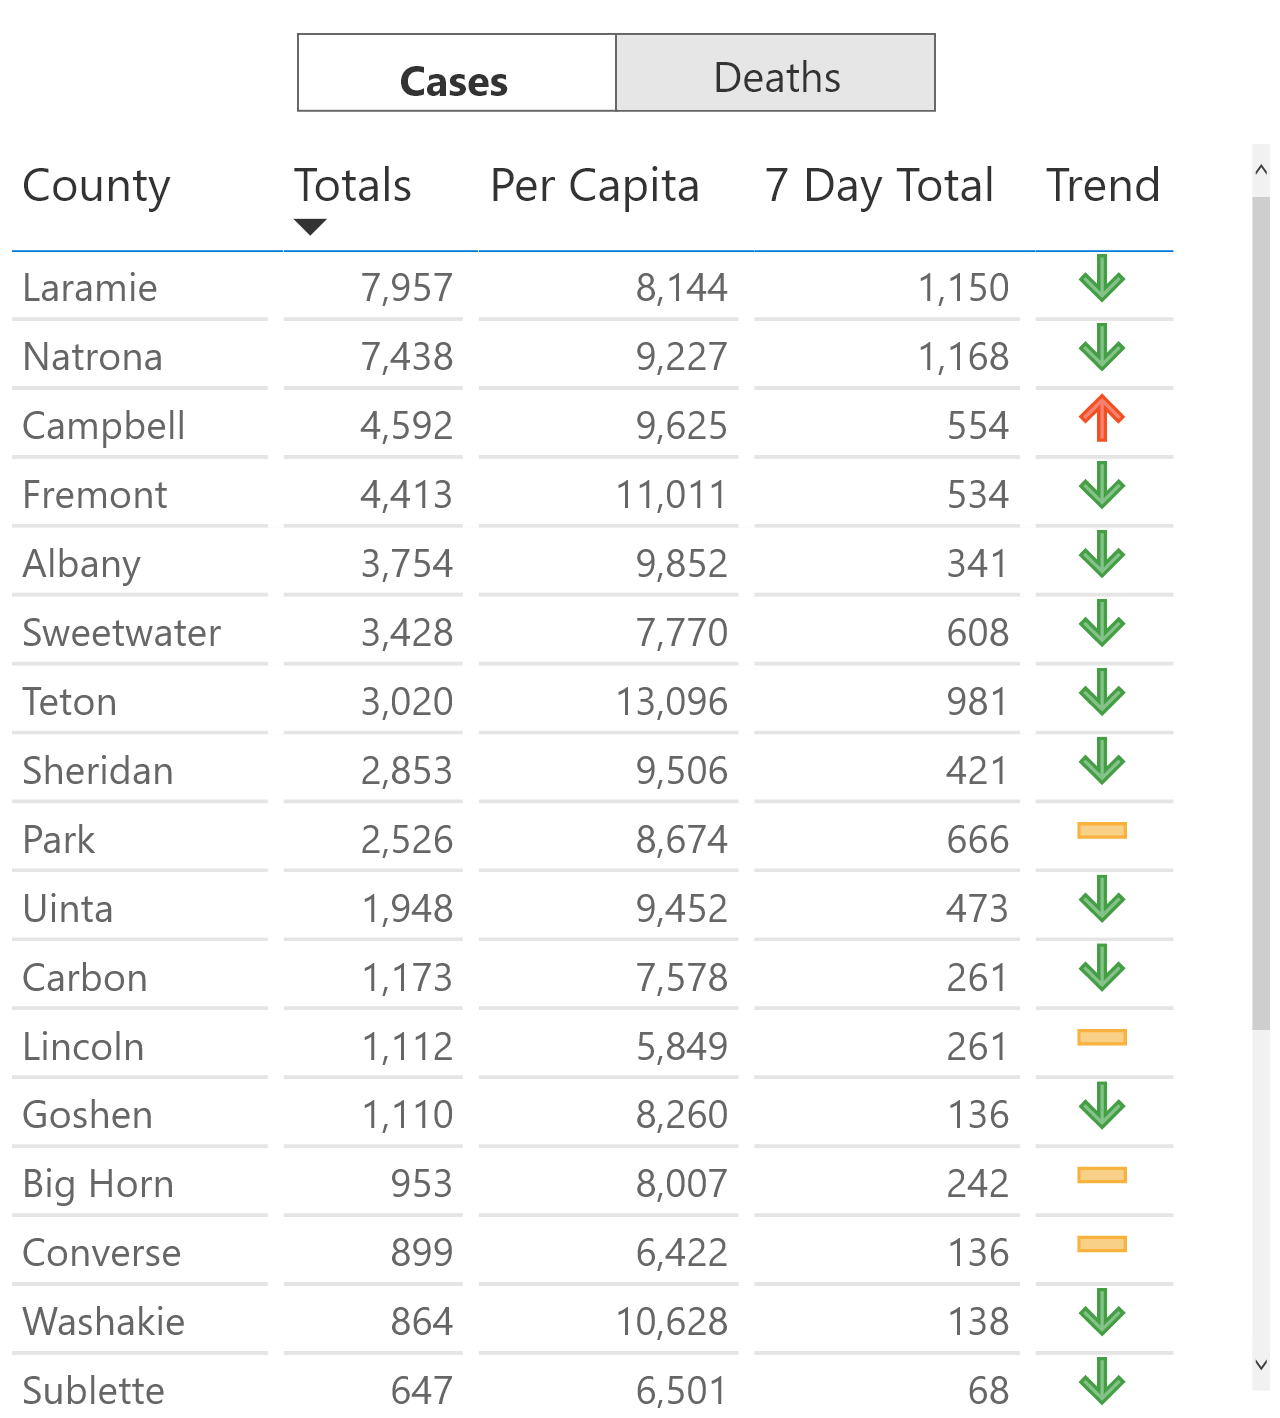 Cases Deaths
County Totals Per Capita 7 Day Total Trend
Laramie 7,957 8,144 1,150
Natrona 7,438 9,227 1,168
Campbell 4,592 9,625 554
Fremont 4,413 11,011 534
Albany 3,754 9,852 341
Sweetwater 3,428 7,770 608
Teton 3,020 13,096 981
Sheridan 2,853 9,506 421
Park 2,526 8,674 666
Uinta 1,948 9,452 473
Carbon 1,173 7,578 261
Lincoln 1,112 5,849 261
Goshen 1,110 8,260 136
Big Horn 953 8,007 242
Converse 899 6,422 136
Washakie 864 10,628 138
Sublette 647 6,501 68